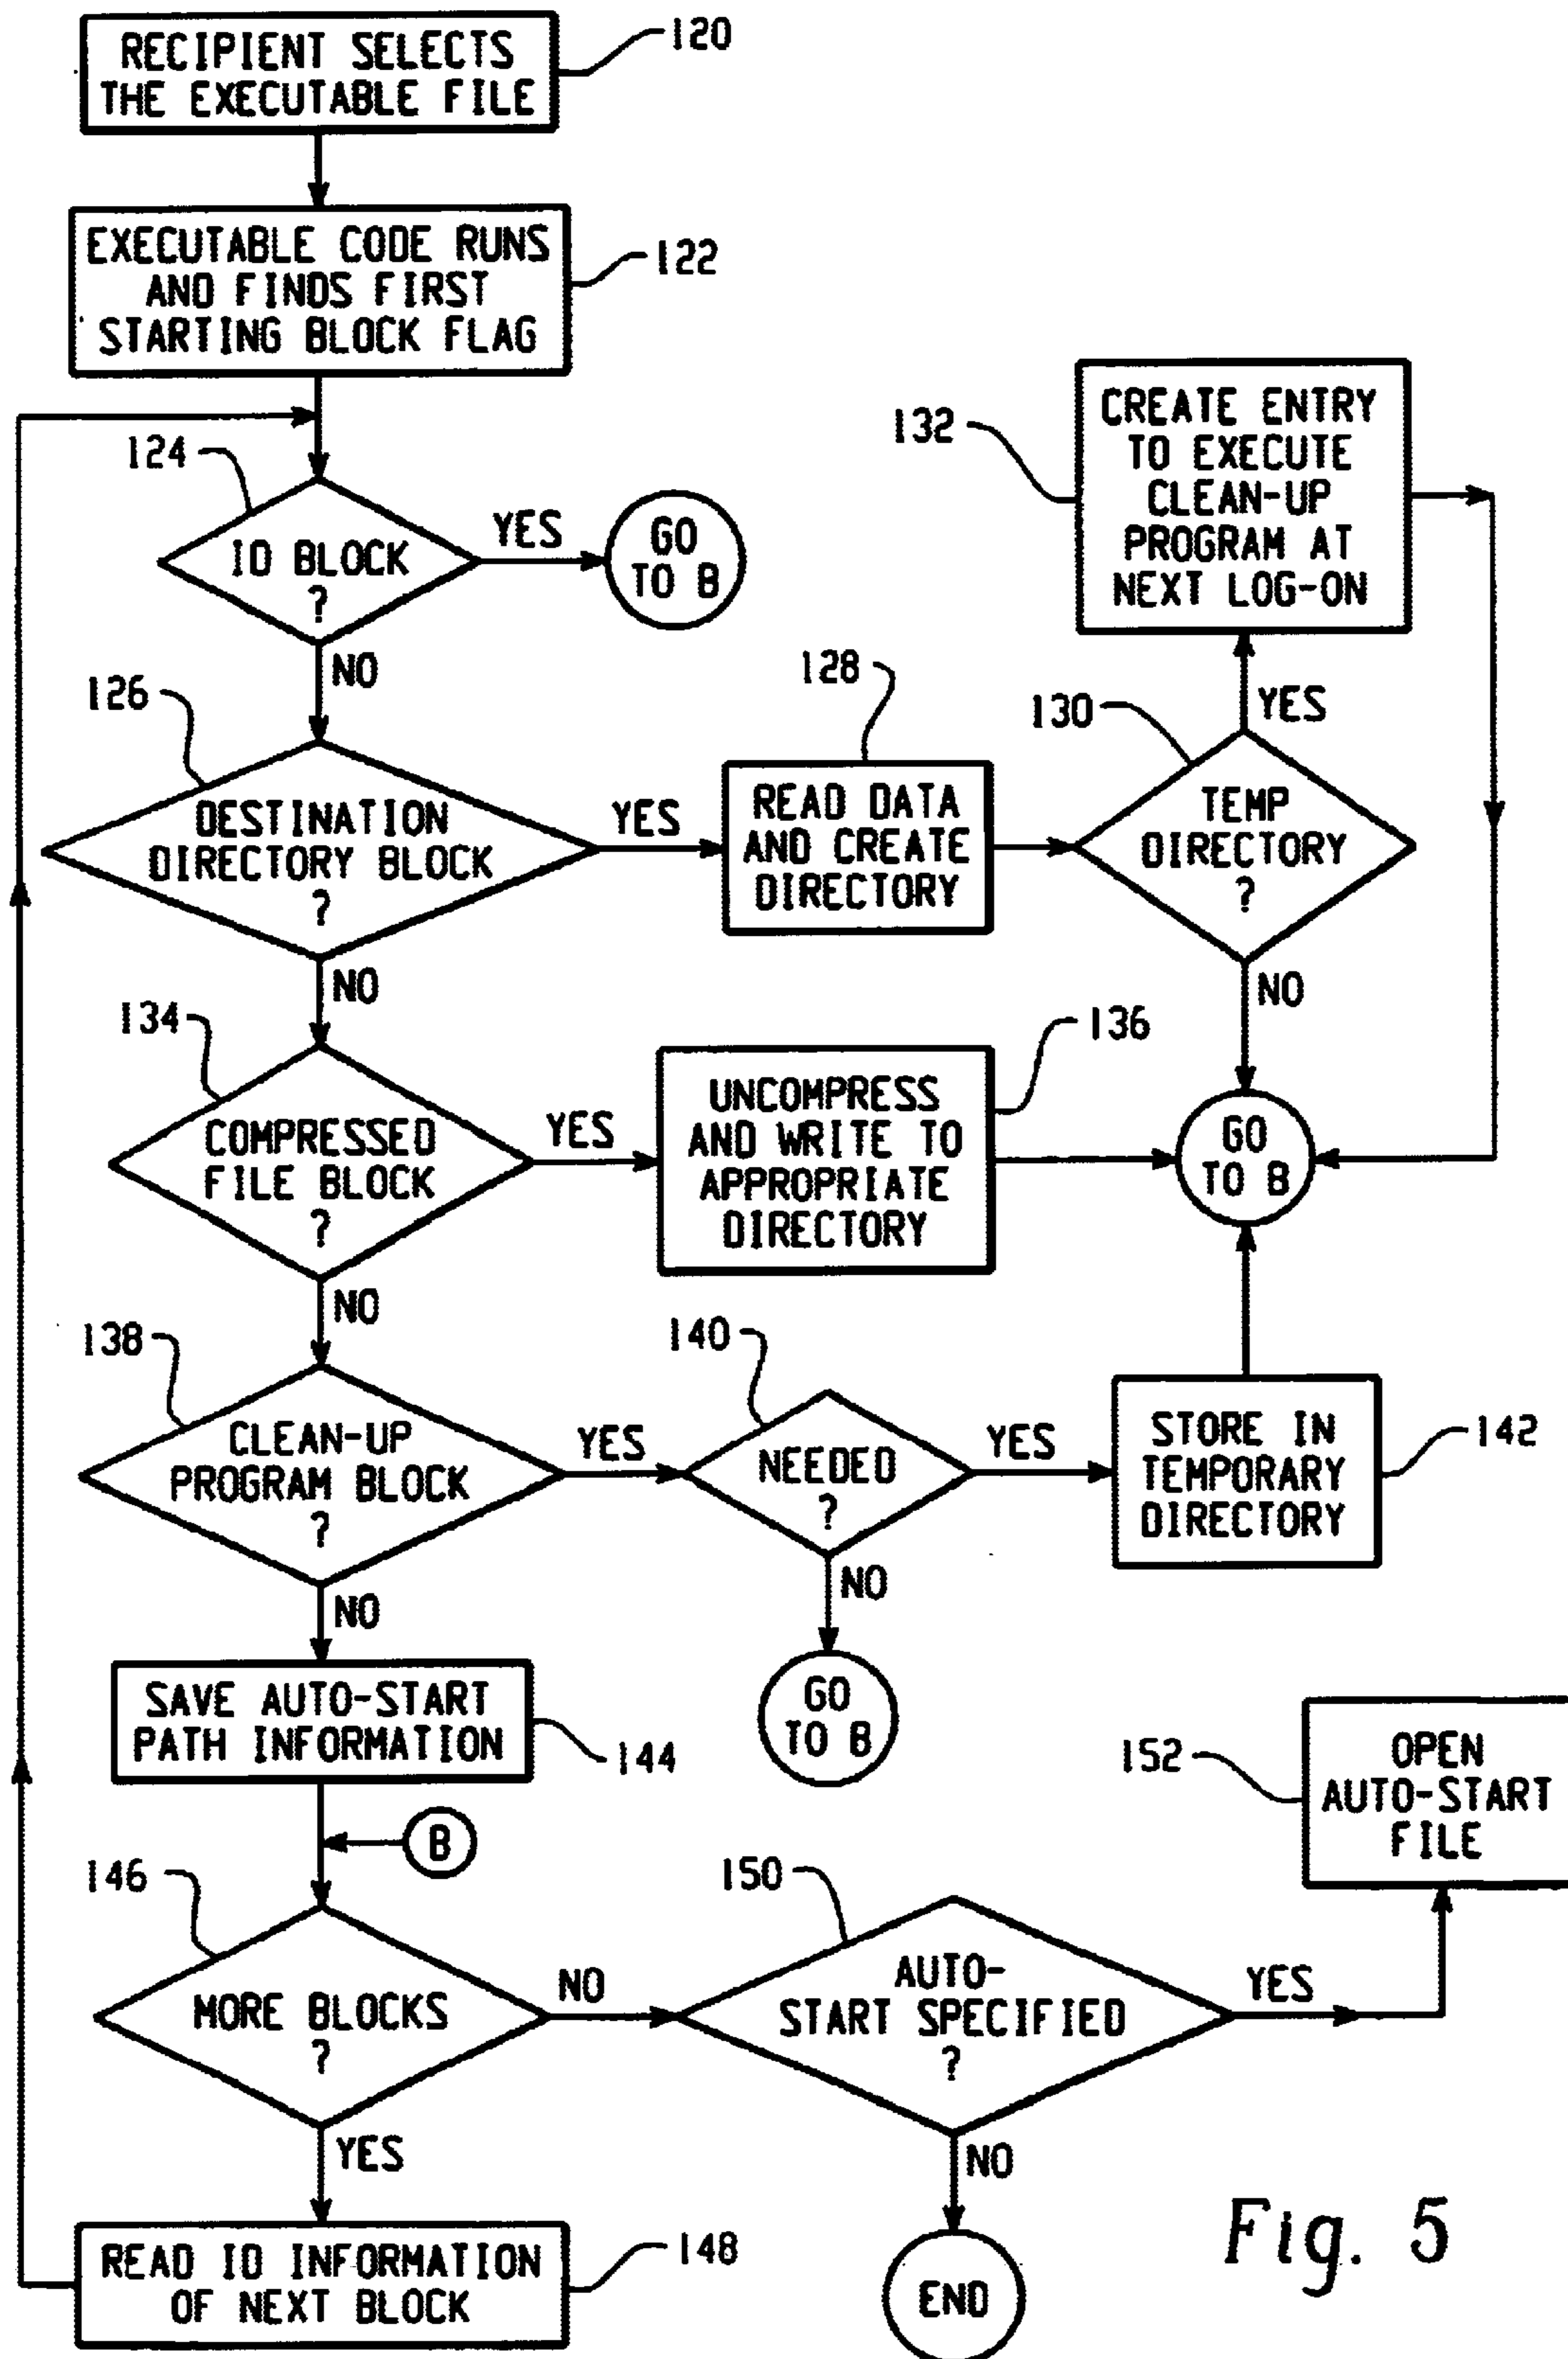 RECIPIENT SELECTS
THE EXECUTABLE FILE
120
EXECUTABLE CODE RUNS
AND FINDS FIRST
STARTING BLOCK FLAG
122
124
ID BLOCK
?
YES
GO
TO B
NO
132
CREATE ENTRY
TO EXECUTE
CLEAN-UP
PROGRAM AT
NEXT LOG-ON
126
DESTINATION
DIRECTORY BLOCK
?
YES
128
READ DATA
AND CREATE
DIRECTORY
130
TEMP
DIRECTORY
?
YES
NO
NO
134
COMPRESSED
FILE BLOCK
?
YES
136
UNCOMPRESS
AND WRITE TO
APPROPRIATE
DIRECTORY
GO
TO B
NO
138
CLEAN-UP
PROGRAM BLOCK
?
YES
140
NEEDED
?
YES
142
STORE IN
TEMPORARY
DIRECTORY
NO
NO
GO
TO B
SAVE AUTO-START
PATH INFORMATION
144
B
146
MORE BLOCKS
?
NO
150
AUTO-
START SPECIFIED
?
YES
152
OPEN
AUTO-START
FILE
YES
NO
READ ID INFORMATION
OF NEXT BLOCK
148
END
Fig. 5